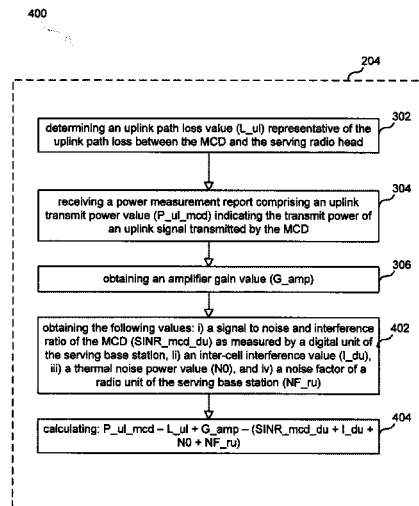 400
204
302
determining an uplink path loss value (L_ul) representative of the
uplink path loss between the MCD and the serving radio head
304
receiving a power measurement report comprising an uplink
transmit power value (P_ul_mcd) indicating the transmit power of
an uplink signal transmitted by the MCD
306
obtaining an amplifier gain value (G_amp)
obtaining the following values: i) a signal to noise and interference
ratio of the MCD (SINR_mcd_du) as measured by a digital unit of
the serving base station, ii) an inter-cell interference value (I_du),
iii) a thermal noise power value (N0), and iv) a noise factor of
a radio unit of the serving base station (NF_ru)
402
404
calculating: P_ul_mcd – L_ul + G_amp – (SINR_mcd_du + I_du +
N0 + NF_ru)